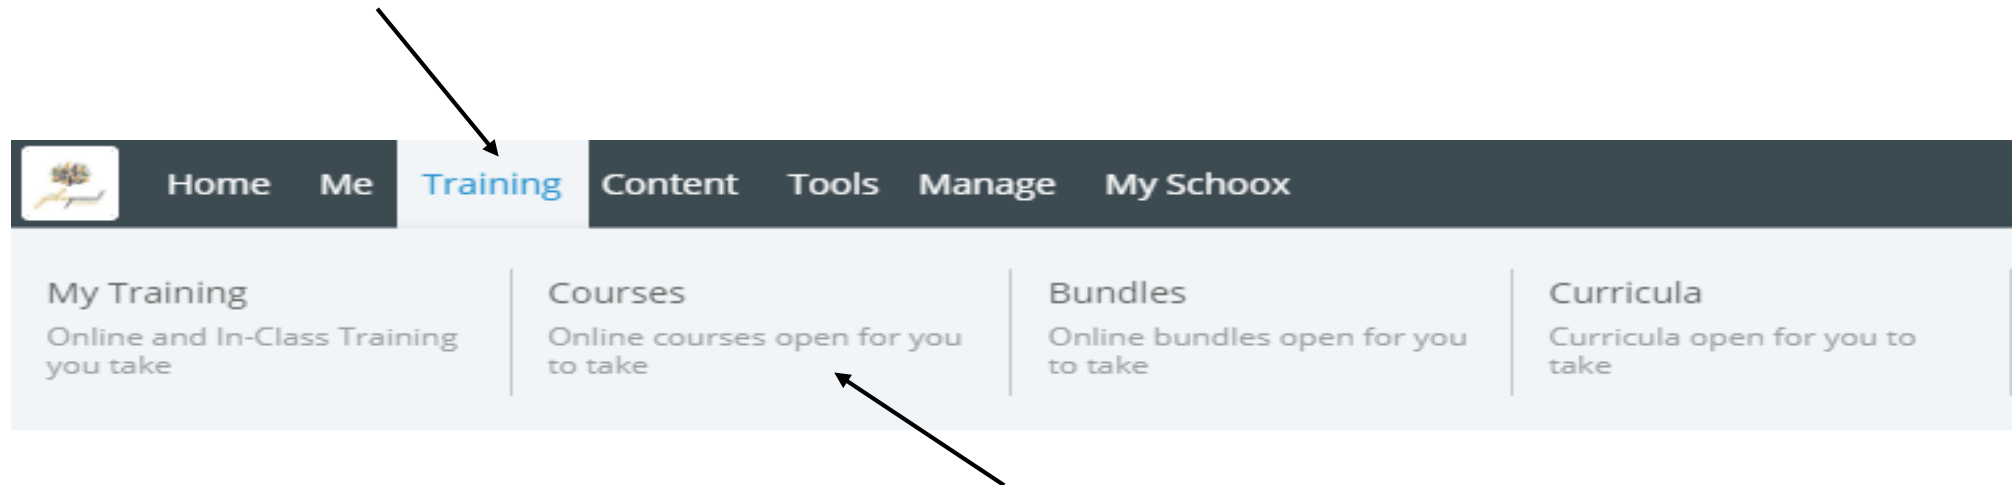 Home Me Training Content Tools Manage My Schoox
My Training
Online and In-Class Training
you take
Courses
Online courses open for you
to take
Bundles
Online bundles open for you
to take
Curricula
Curricula open for you to
take